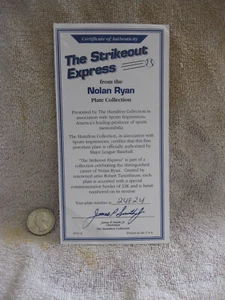 Certificate of Authenticity
The Strikeout
Express
from the
Nolan Ryan
Plate Collection
Presented by The Hamilton Collection in
association with Sports Impressions,
America's leading producer of sports
memorabilia.
The Hamilton Collection, in association with
Sports Impressions, certifies that this fine
porcelain plate is officially authorized by
Major League Baseball.
"The Strikeout Express" is part of a
collective celebrating the distinguished
career of Nolan Ryan. Created by
renowned artist Robert Tanenbaum, each
plate is accented with a special
commemorative border of 23K and is hand-
numbered on its reverse.
Your plate number is
The Hamilton Collection